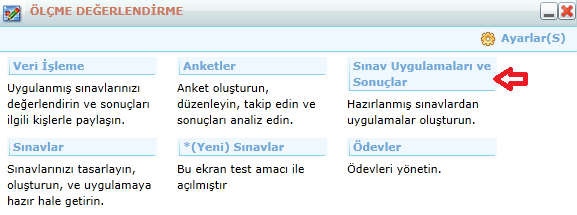 ÖLÇME DEĞERLENDİRME
Ayarlar(S)
Veri İşleme
Uygulanmış sınavlarınızı
değerlendirin ve sonuçları
ilgili kişilerle paylaşın.
Anketler
Anket oluşturun,
düzenleyin, takip edin ve
sonuçları analiz edin.
Sınav Uygulamaları ve
Sonuçlar
Hazırlanmış sınavlardan
uygulamalar oluşturun.
Sınavlar
Sınavlarınızı tasarlayın,
oluşturun, ve uygulamaya
hazır hale getirin.
*(Yeni) Sınavlar
Bu ekran test amacı ile
açılmıştır
Ödevler
Ödevleri yönetin.